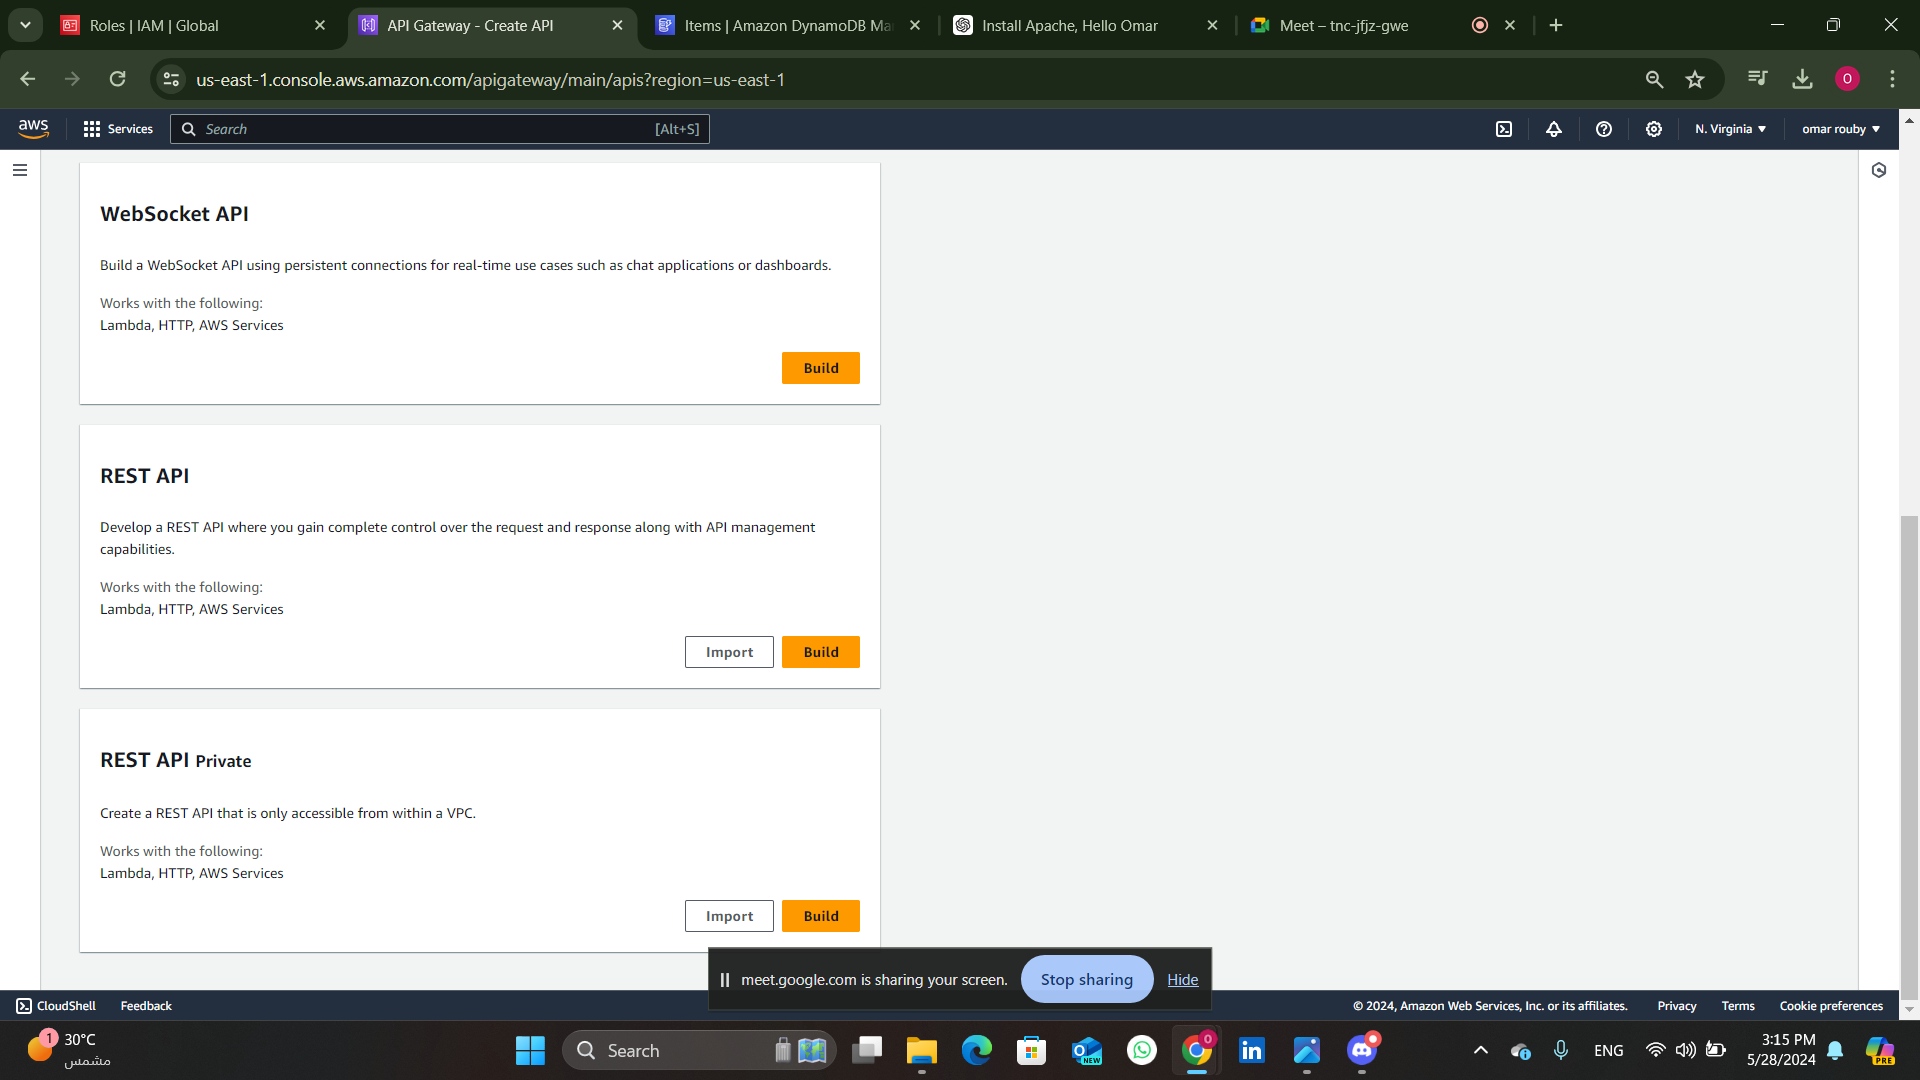 Roles | IAM | Global
API Gateway - Create API
Items | Amazon DynamoDB Ma
Install Apache, Hello Omar
Meet – tnc-jfjz-gwe
us-east-1.console.aws.amazon.com/apigateway/main/apis?region=us-east-1
O
aws
Services
Search
[Alt+S]
N. Virginia
omar rouby
WebSocket API
Build a WebSocket API using persistent connections for real-time use cases such as chat applications or dashboards.
Works with the following:
Lambda, HTTP, AWS Services
Build
REST API
Develop a REST API where you gain complete control over the request and response along with API management
capabilities.
Works with the following:
Lambda, HTTP, AWS Services
Import
Build
REST API Private
Create a REST API that is only accessible from within a VPC.
Works with the following:
Lambda, HTTP, AWS Services
Import
Build
meet.google.com is sharing your screen.
Stop sharing
Hide
CloudShell
Feedback
© 2024, Amazon Web Services, Inc. or its affiliates.
Privacy
Terms
Cookie preferences
1
30°C
مشمس
Search
NEW
O
ENG
3:15 PM
5/28/2024
PRE